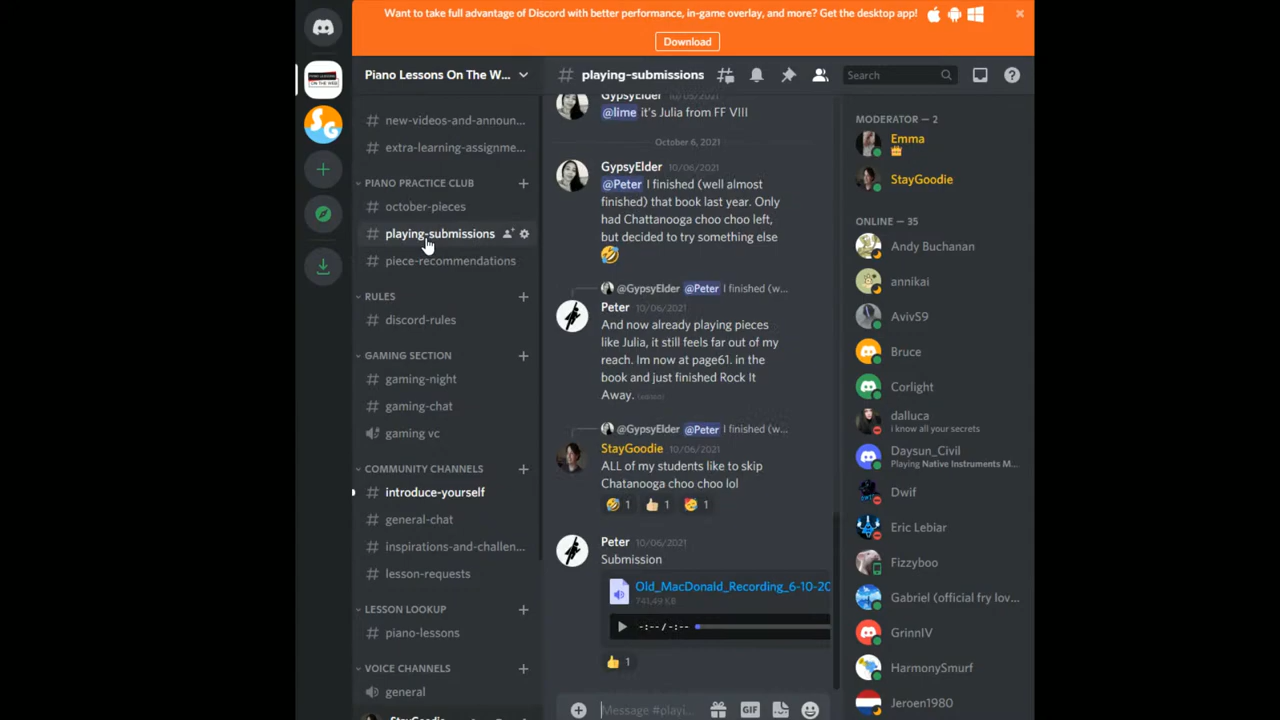 Want to take full advantage of Discord with better performance, in-game overlay, and more? Get the desktop app!
Download
PIANO LESSONS
ON THE WEB
SG
Piano Lessons On The W...
new-videos-and-announ...
extra-learning-assignme...
PIANO PRACTICE CLUB
october-pieces
playing-submissions
piece-recommendations
RULES
discord-rules
GAMING SECTION
gaming-night
gaming-chat
gaming vc
COMMUNITY CHANNELS
introduce-yourself
general-chat
inspirations-and-challen...
lesson-requests
LESSON LOOKUP
piano-lessons
VOICE CHANNELS
general
StayGoodie
playing-submissions
Search
GypsyElder 10/05/2021
@lime it's Julia from FF VIII
October 6, 2021
GypsyElder 10/06/2021
@Peter I finished (well almost
finished) that book last year. Only
had Chattanooga choo choo left,
but decided to try something else
🤣
@GypsyElder @Peter I finished (w...
Peter 10/06/2021
And now already playing pieces
like Julia, it still feels far out of my
reach. Im now at page61. in the
book and just finished Rock It
Away. (edited)
@GypsyElder @Peter I finished (w...
StayGoodie 10/06/2021
ALL of my students like to skip
Chatanooga choo choo lol
🤣 1 👍 1 🥳 1
Peter 10/06/2021
Submission
Old_MacDonald_Recording_6-10-20
741.49 KB
-:-- / -:--
👍 1
Message #playi...
GIF
MODERATOR — 2
Emma
StayGoodie
ONLINE — 35
Andy Buchanan
annikai
AvivS9
Bruce
Corlight
dalluca
i know all your secrets
Daysun_Civil
Playing Native Instruments M...
Dwif
Eric Lebiar
Fizzyboo
Gabriel (official fry lov...
GrinnIV
HarmonySmurf
Jeroen1980